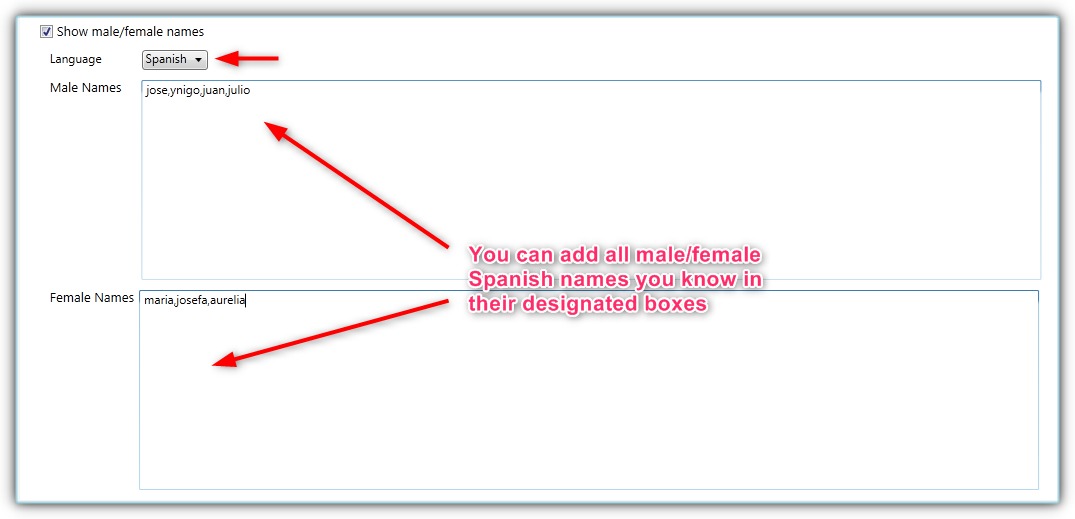 Show male/female names
Language Spanish
Male Names jose,ynigo,juan,julio
You can add all male/female
Spanish names you know in
their designated boxes
Female Names maria,josefa,aurelia